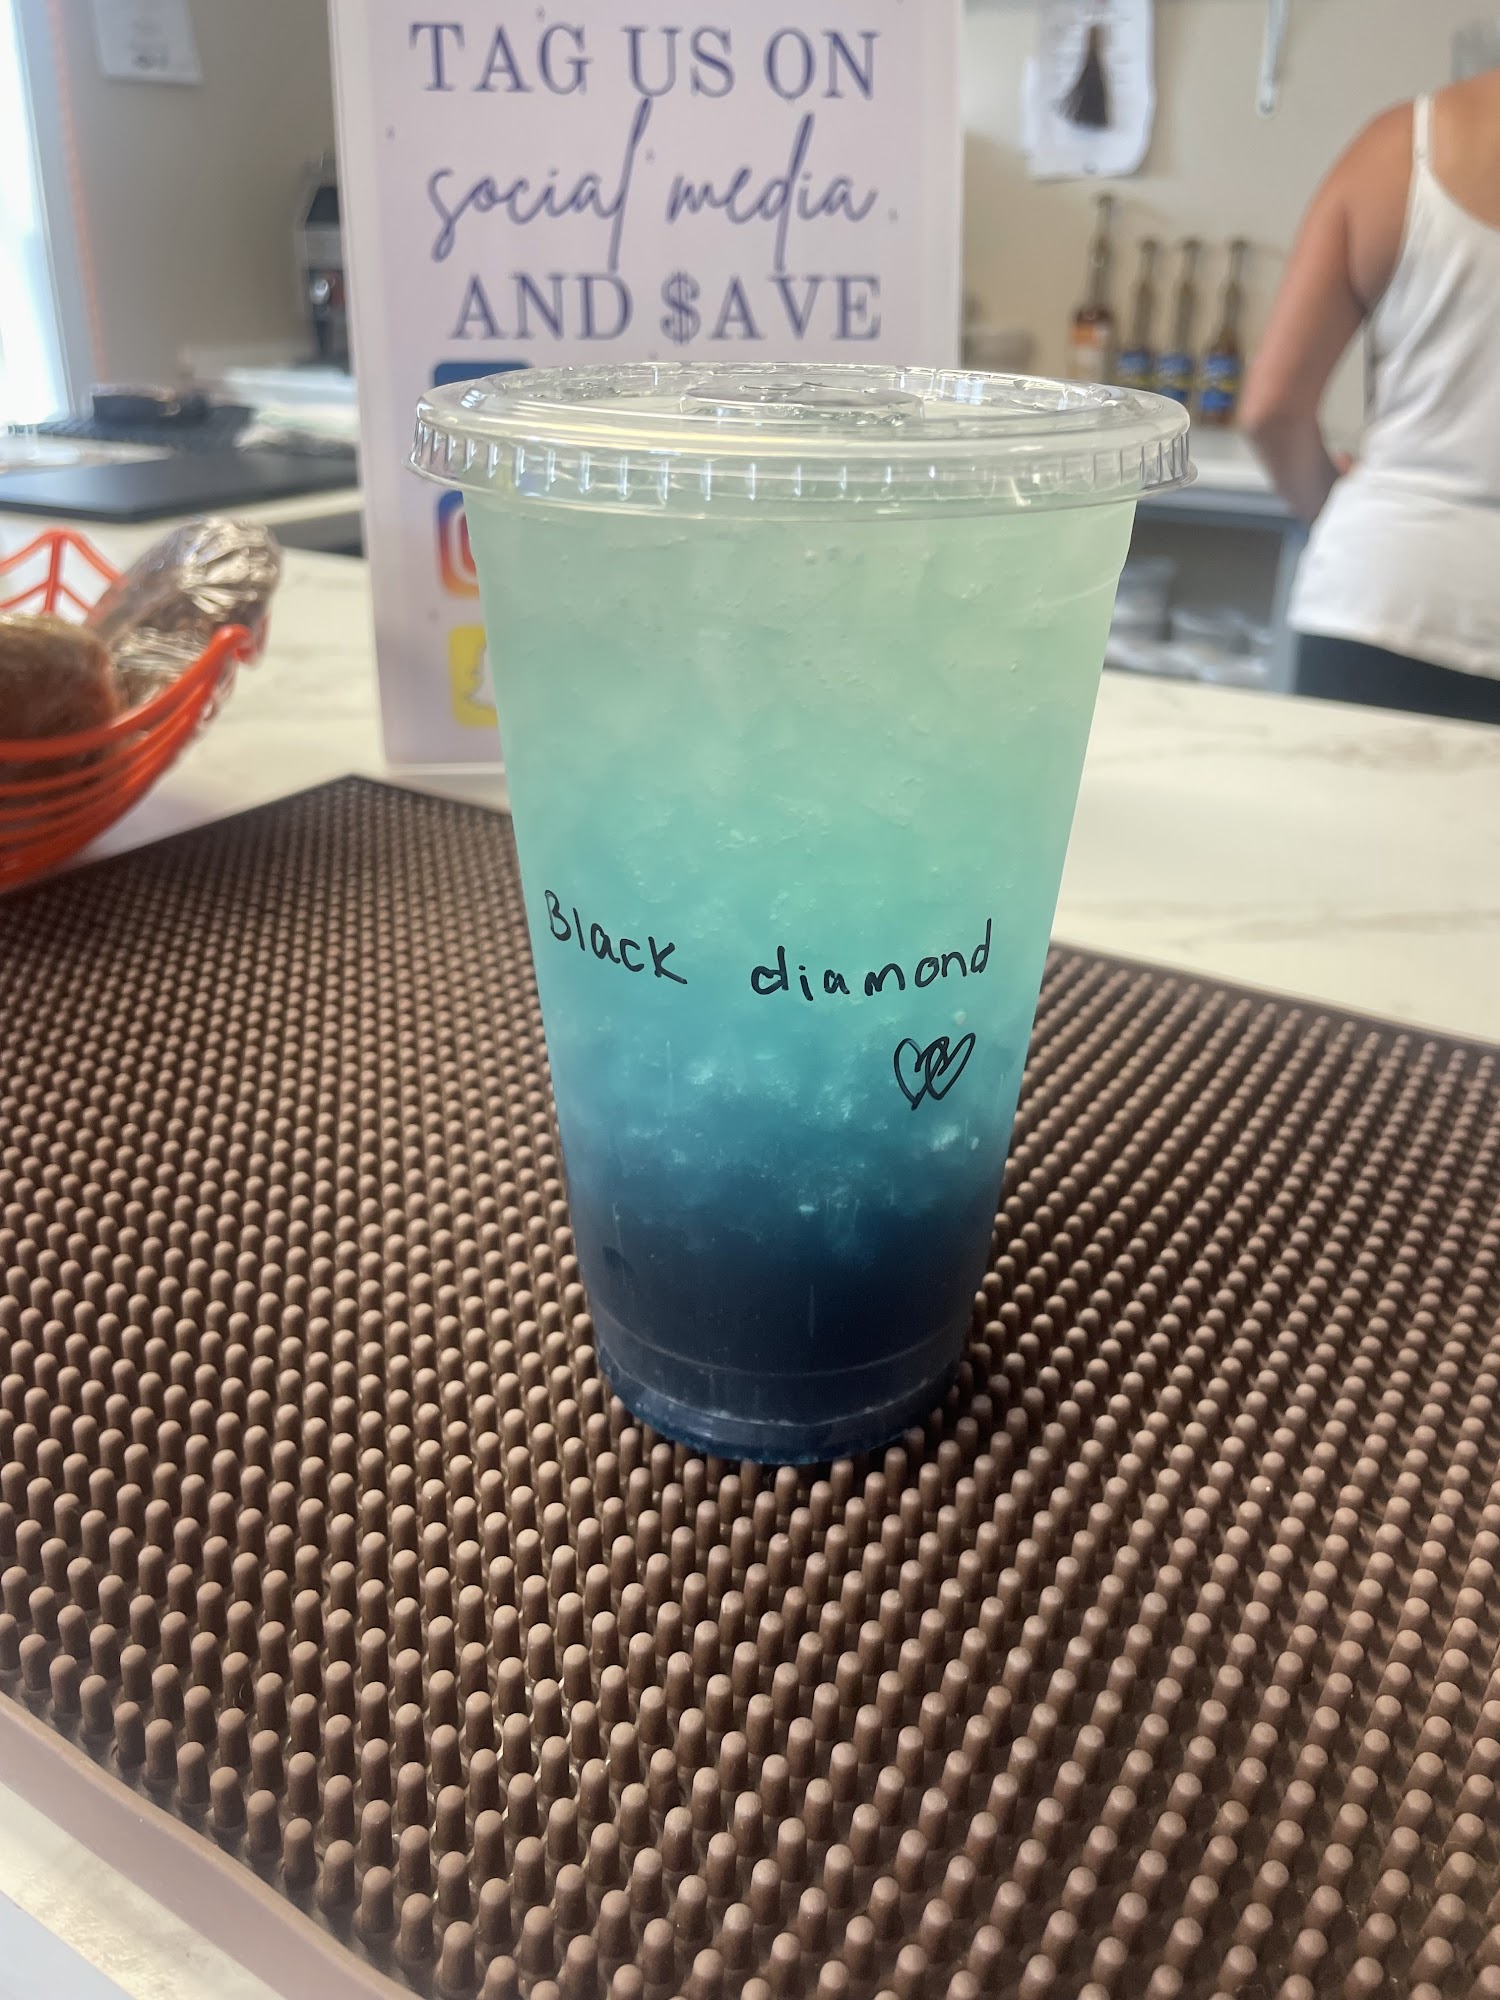 TAG US ON
social media
AND $AVE
Black diamond